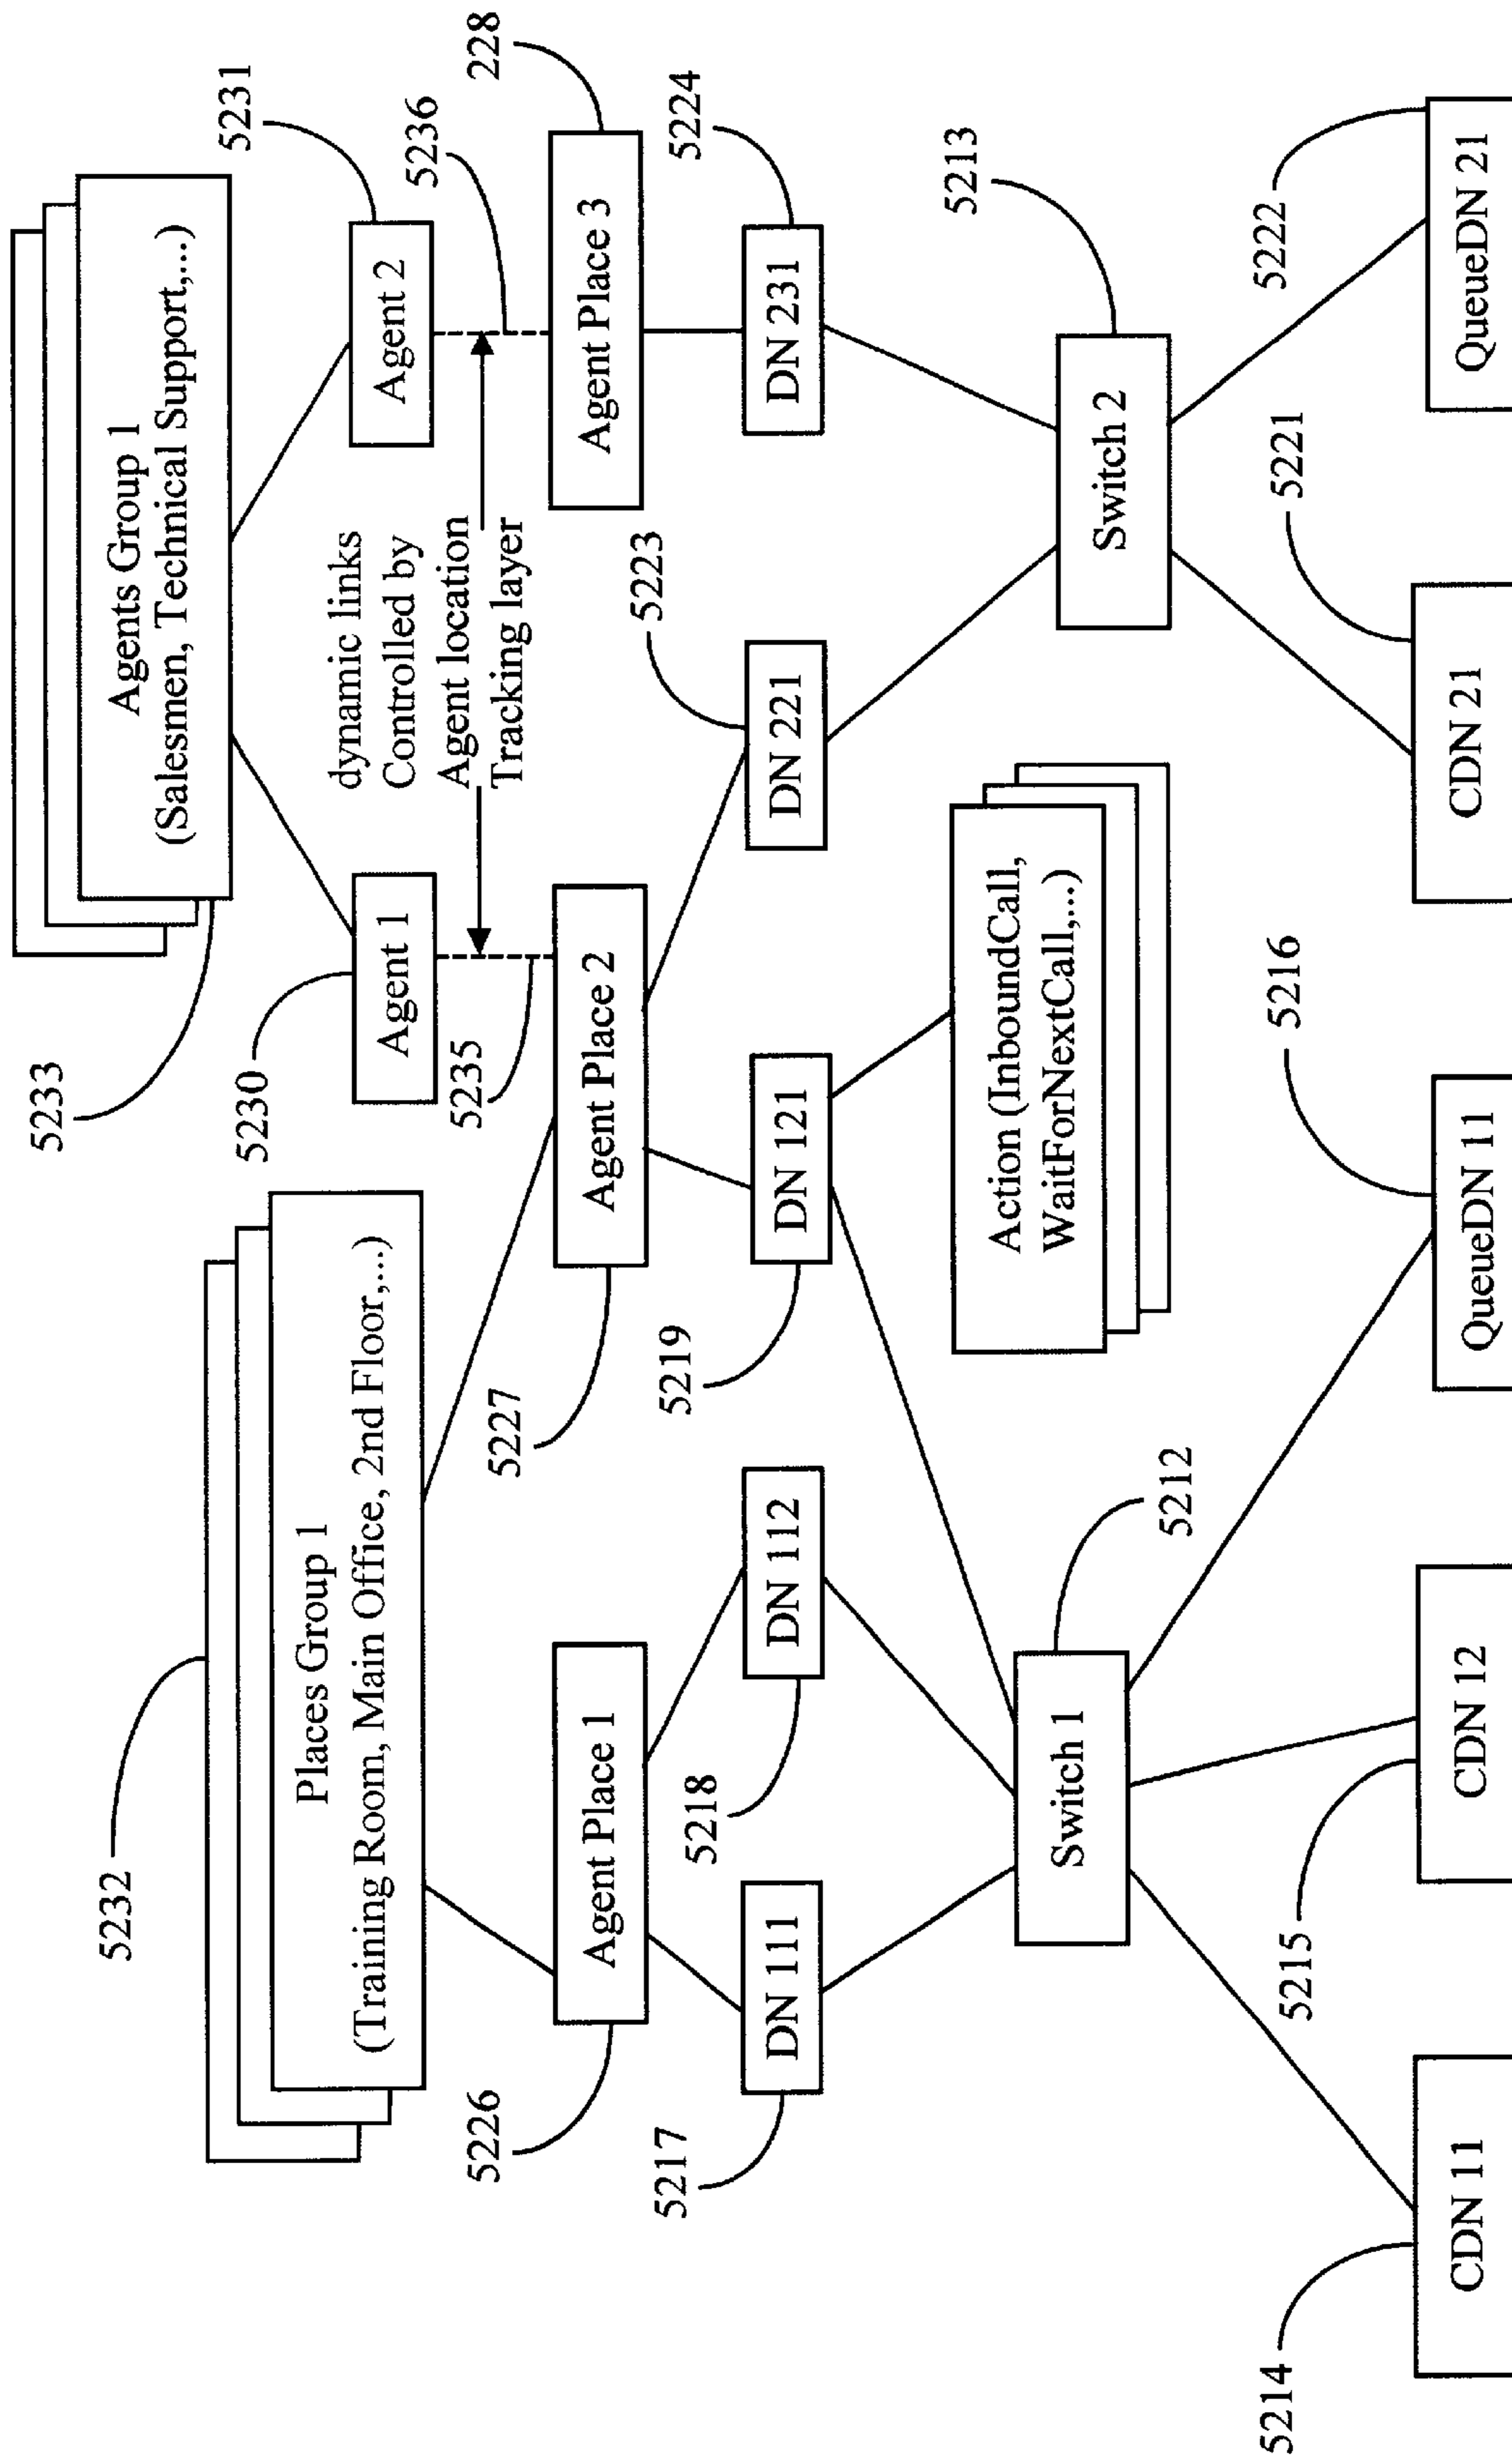 5233
Agents Group 1
(Salesmen, Technical Support,...)
5232
Places Group 1
(Training Room, Main Office, 2nd Floor,...)
5230
Agent 1
Agent 2
5231
dynamic links
Controlled by
Agent location
Tracking layer
5235
5236
5226
Agent Place 1
5227
Agent Place 2
Agent Place 3
228
5217
DN 111
5218
DN 112
5219
DN 121
5223
DN 221
DN 231
5224
Action (InboundCall,
WaitForNextCall,...)
Switch 1
5212
Switch 2
5213
5214
CDN 11
5215
CDN 12
QueueDN 11
5216
CDN 21
5221
QueueDN 21
5222